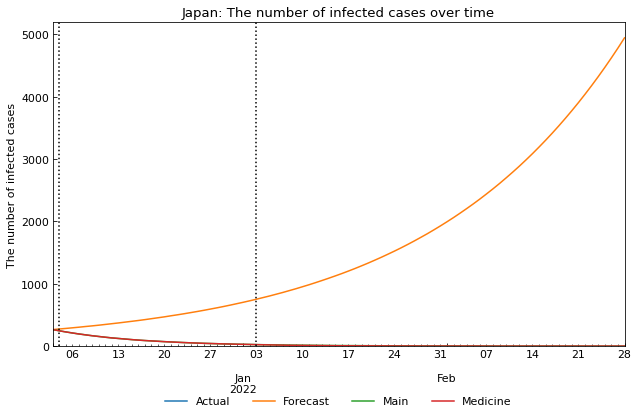 Japan: The number of infected cases over time
The number of infected cases
5000
4000
3000
2000
1000
0
06 13 20 27 03 10 17 24 31 07 14 21 28
Jan Feb
2022
Actual Forecast Main Medicine